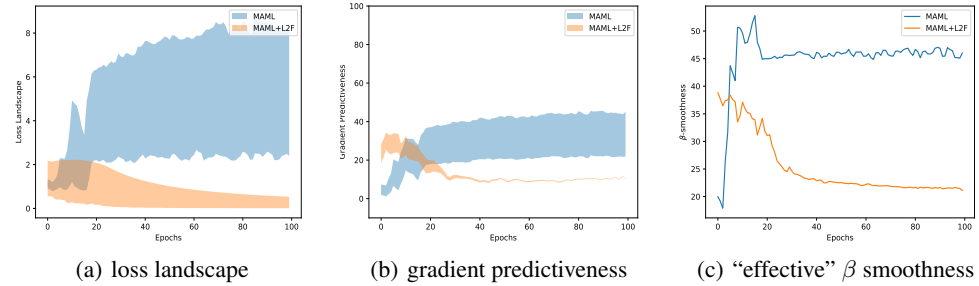 MAML
MAML+L2F
8
6
4
2
0
Loss Landscape
0 20 40 60 80 100
Epochs
(a) loss landscape
MAML
MAML+L2F
80
60
40
20
0
Gradient Predictiveness
0 20 40 60 80 100
Epochs
(b) gradient predictiveness
MAML
MAML+L2F
50
45
40
35
30
25
20
β-smoothness
0 20 40 60 80 100
Epochs
(c) “effective” β smoothness